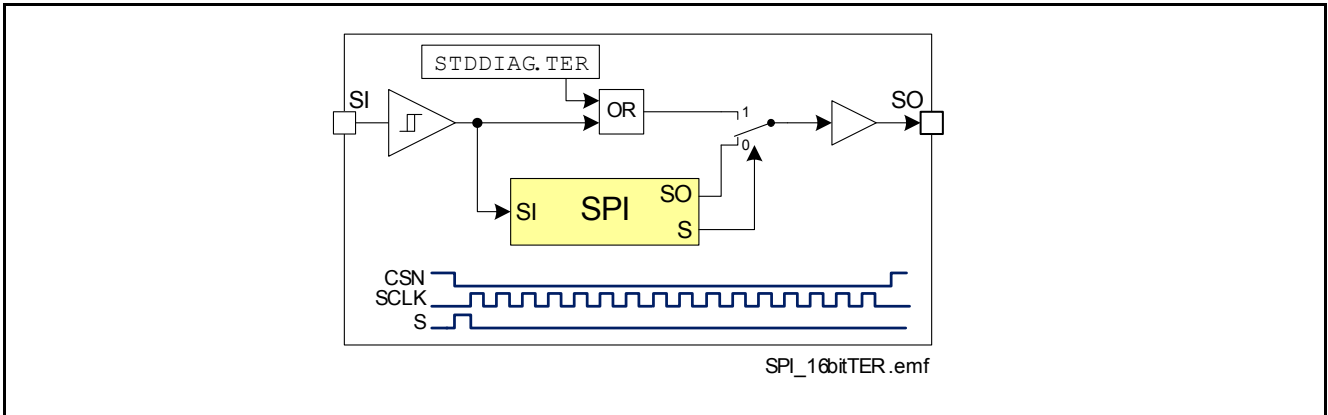 STDDIAG.TER
SI
SO
OR
1
0
SO
SI
SPI
S
CSN
SCLK
S
SPI_16bitTER.emf